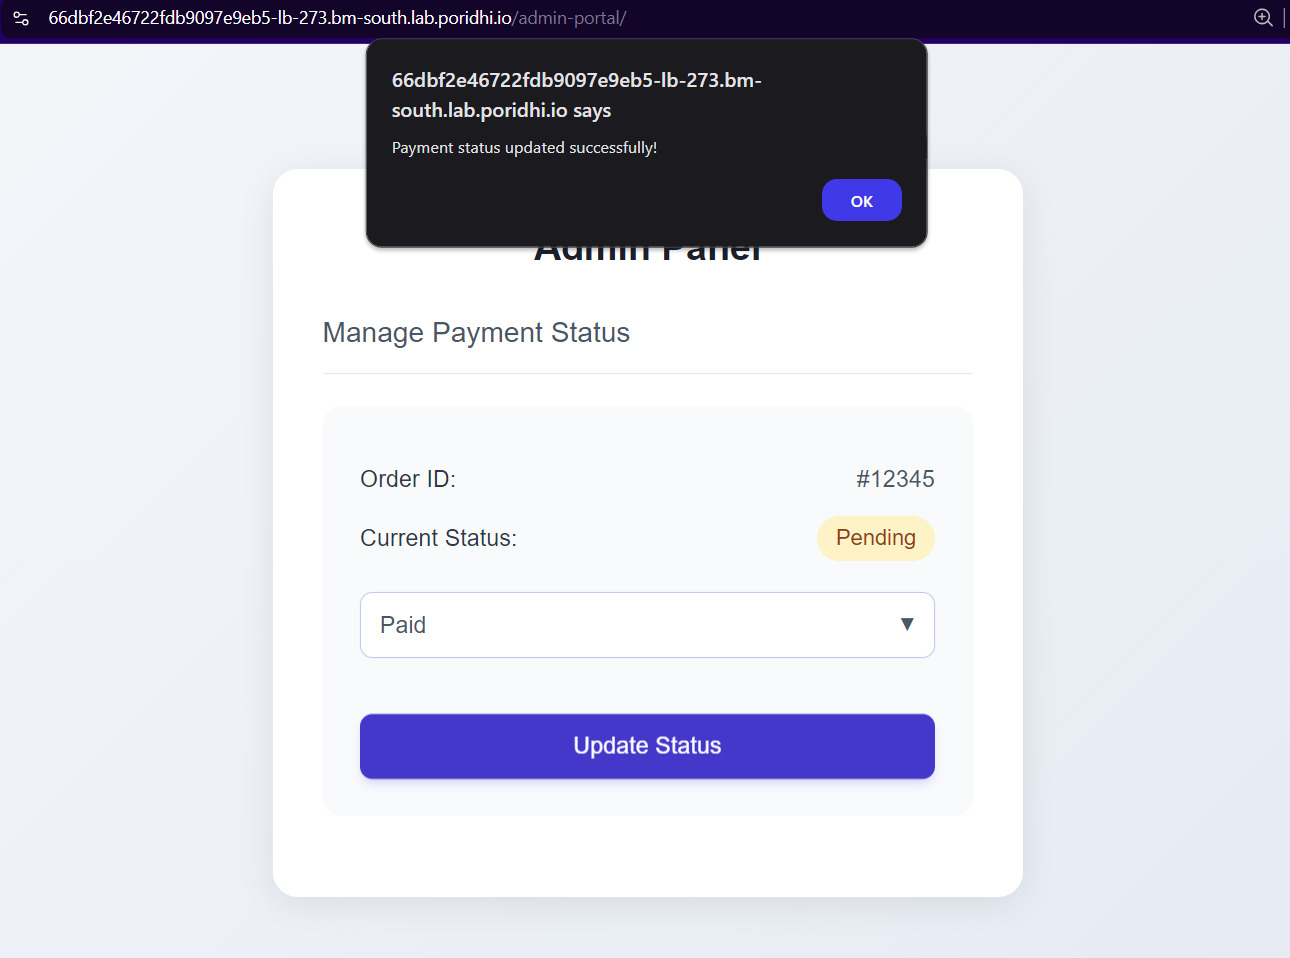 66dbf2e46722fdb9097e9eb5-lb-273.bm-south.lab.poridhi.io/admin-portal/
66dbf2e46722fdb9097e9eb5-lb-273.bm-
south.lab.poridhi.io says
Payment status updated successfully!
OK
Admin Panel
Manage Payment Status
Order ID: #12345
Current Status: Pending
Paid ▼
Update Status